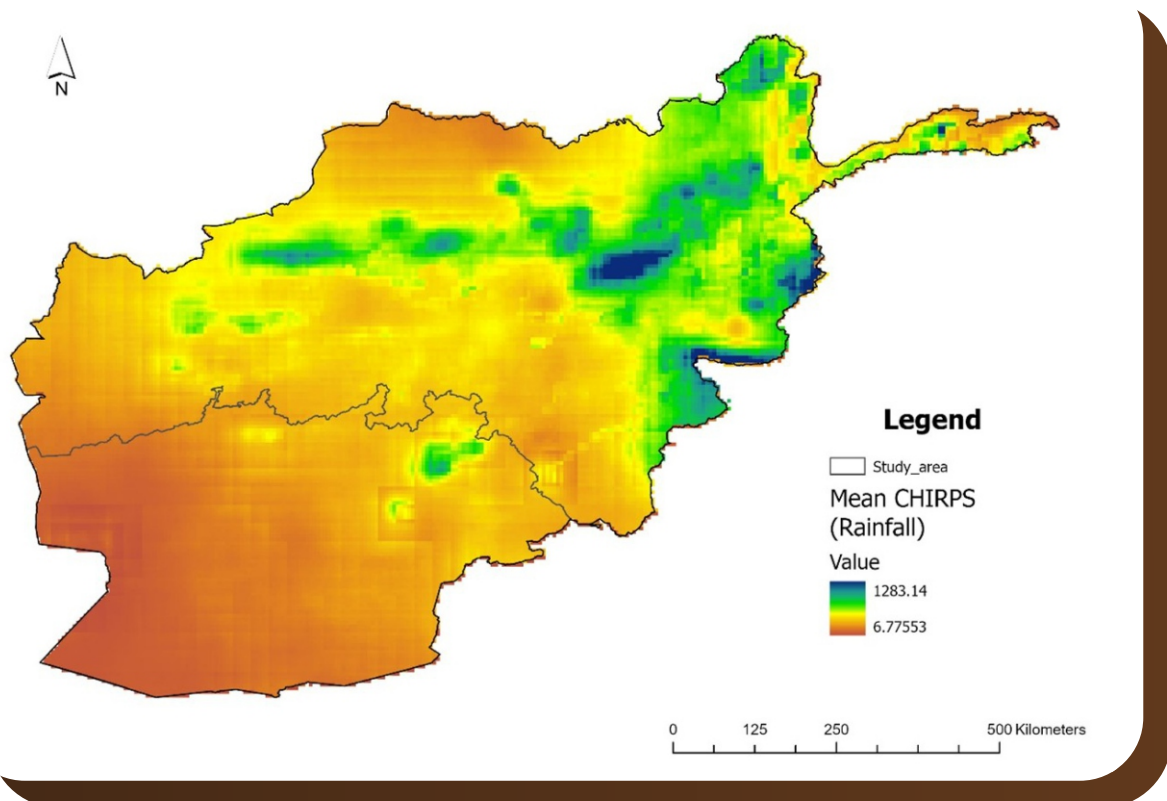 N
Legend
Study_area
Mean CHIRPS
(Rainfall)
Value
1283.14
6.77553
0 125 250 500 Kilometers